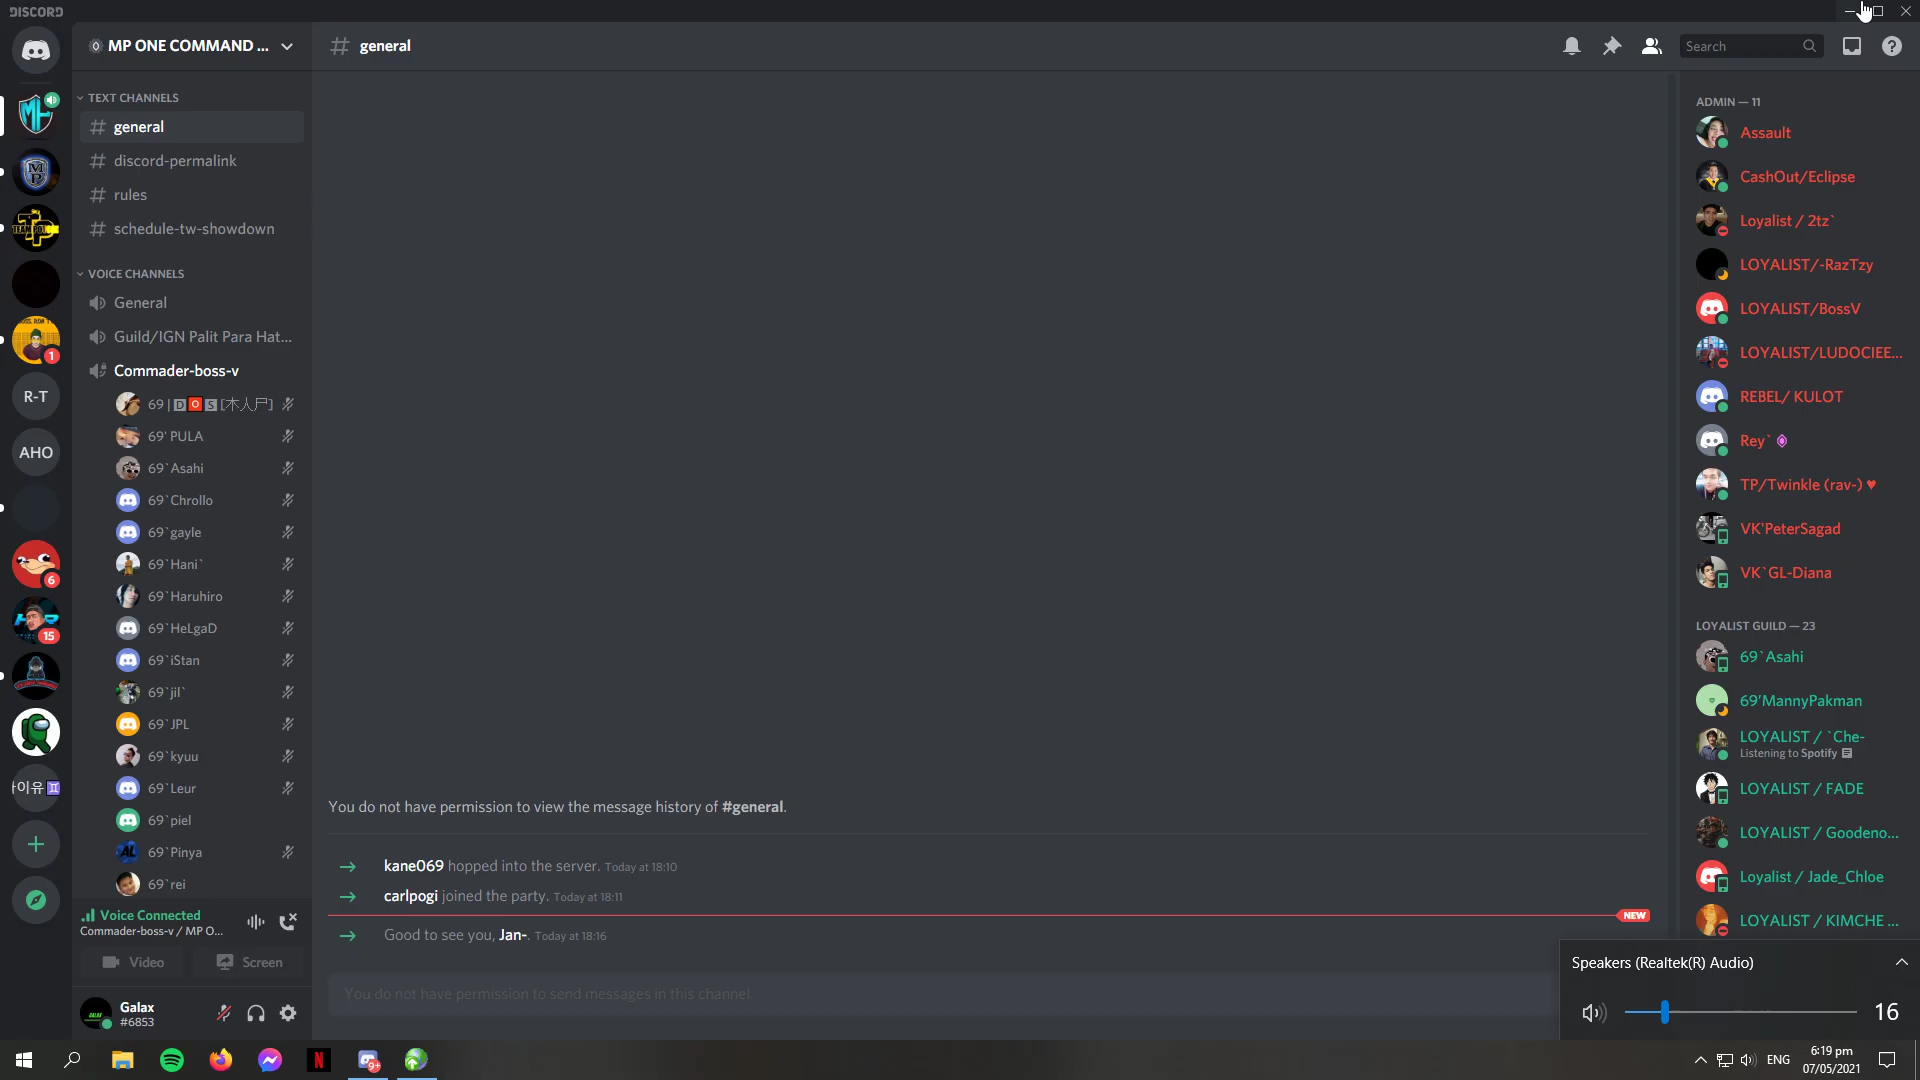 DISCORD
MP ONE COMMAND ...
general
Search
TEXT CHANNELS
general
discord-permalink
rules
schedule-tw-showdown
VOICE CHANNELS
General
Guild/IGN Palit Para Hat...
Commader-boss-v
69 | 🄳🅾🅂 [木人尸]
69' PULA
69`Asahi
69`Chrollo
69`gayle
69`Hani`
69`Haruhiro
69`HeLgaD
69`iStan
69`jil`
69`JPL
69`kyuu
69`Leur
69`piel
69`Pinya
69`rei
1
R-T
AHO
6
15
이유♊
Voice Connected
Commader-boss-v / MP O...
Video
Screen
Galax
#6853
You do not have permission to view the message history of #general.
kane069 hopped into the server. Today at 18:10
carlpogi joined the party. Today at 18:11
NEW
Good to see you, Jan-. Today at 18:16
You do not have permission to send messages in this channel.
ADMIN — 11
Assault
CashOut/Eclipse
Loyalist / 2tz`
LOYALIST/-RazTzy
LOYALIST/BossV
LOYALIST/LUDOCIEE...
REBEL/ KULOT
Rey`
TP/Twinkle (rav-) ♥
VK'PeterSagad
VK`GL-Diana
LOYALIST GUILD — 23
69`Asahi
69'MannyPakman
LOYALIST / `Che-
Listening to Spotify
LOYALIST / FADE
LOYALIST / Goodeno...
Loyalist / Jade_Chloe
LOYALIST / KIMCHE ...
Speakers (Realtek(R) Audio)
16
9+
ENG
6:19 pm
07/05/2021